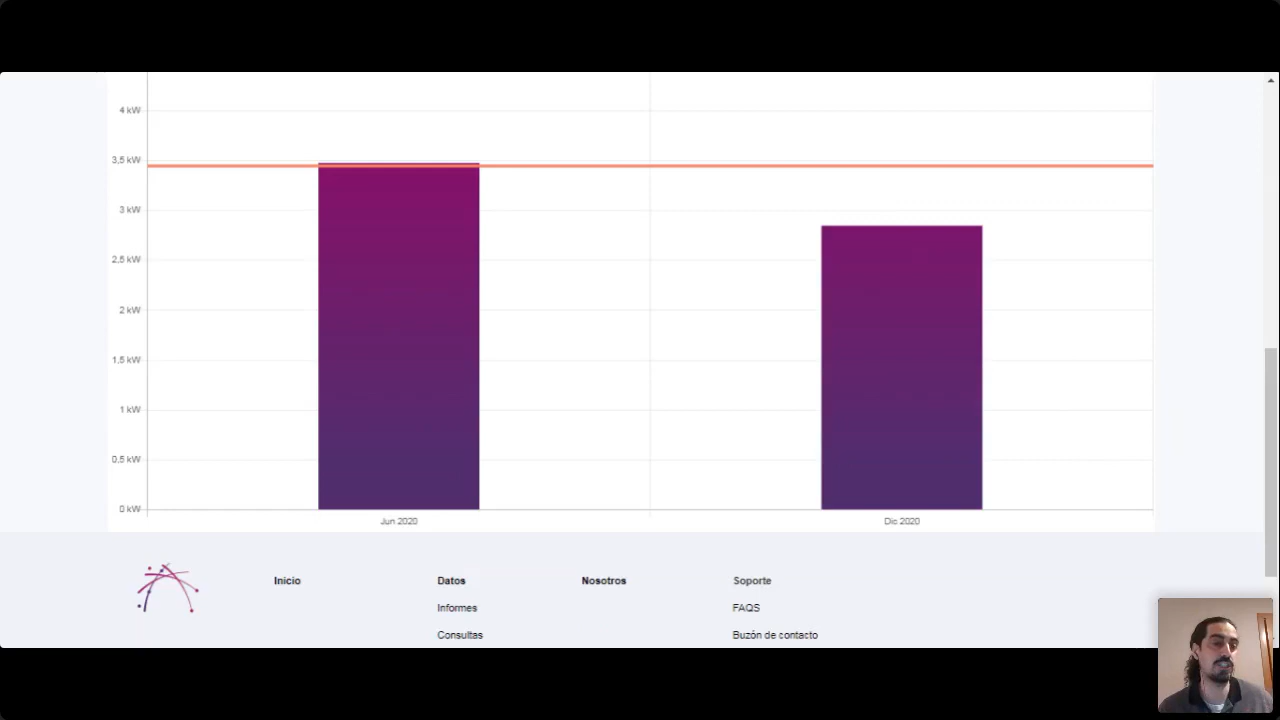 4 kW
3,5 kW
3 kW
2,5 kW
2 kW
1,5 kW
1 kW
0,5 kW
0 kW
Jun 2020 Dic 2020
Inicio Datos Nosotros Soporte
Informes FAQS
Consultas Buzón de contacto